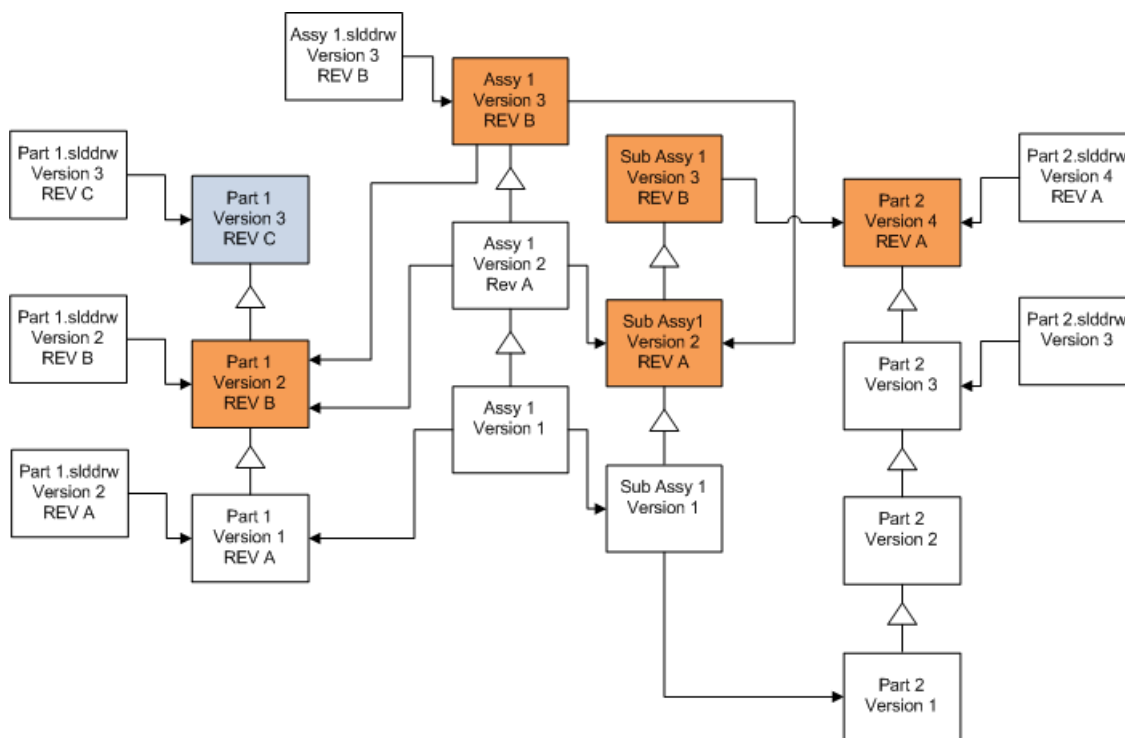 Assy 1.slddrw
Version 3
REV B
Assy 1
Version 3
REV B
Part 1.slddrw
Version 3
REV C
Part 1
Version 3
REV C
Sub Assy 1
Version 3
REV B
Part 2
Version 4
REV A
Part 2.slddrw
Version 4
REV A
Assy 1
Version 2
Rev A
Part 1.slddrw
Version 2
REV B
Part 1
Version 2
REV B
Sub Assy1
Version 2
REV A
Part 2
Version 3
Part 2.slddrw
Version 3
Assy 1
Version 1
Part 1.slddrw
Version 2
REV A
Part 1
Version 1
REV A
Sub Assy 1
Version 1
Part 2
Version 2
Part 2
Version 1